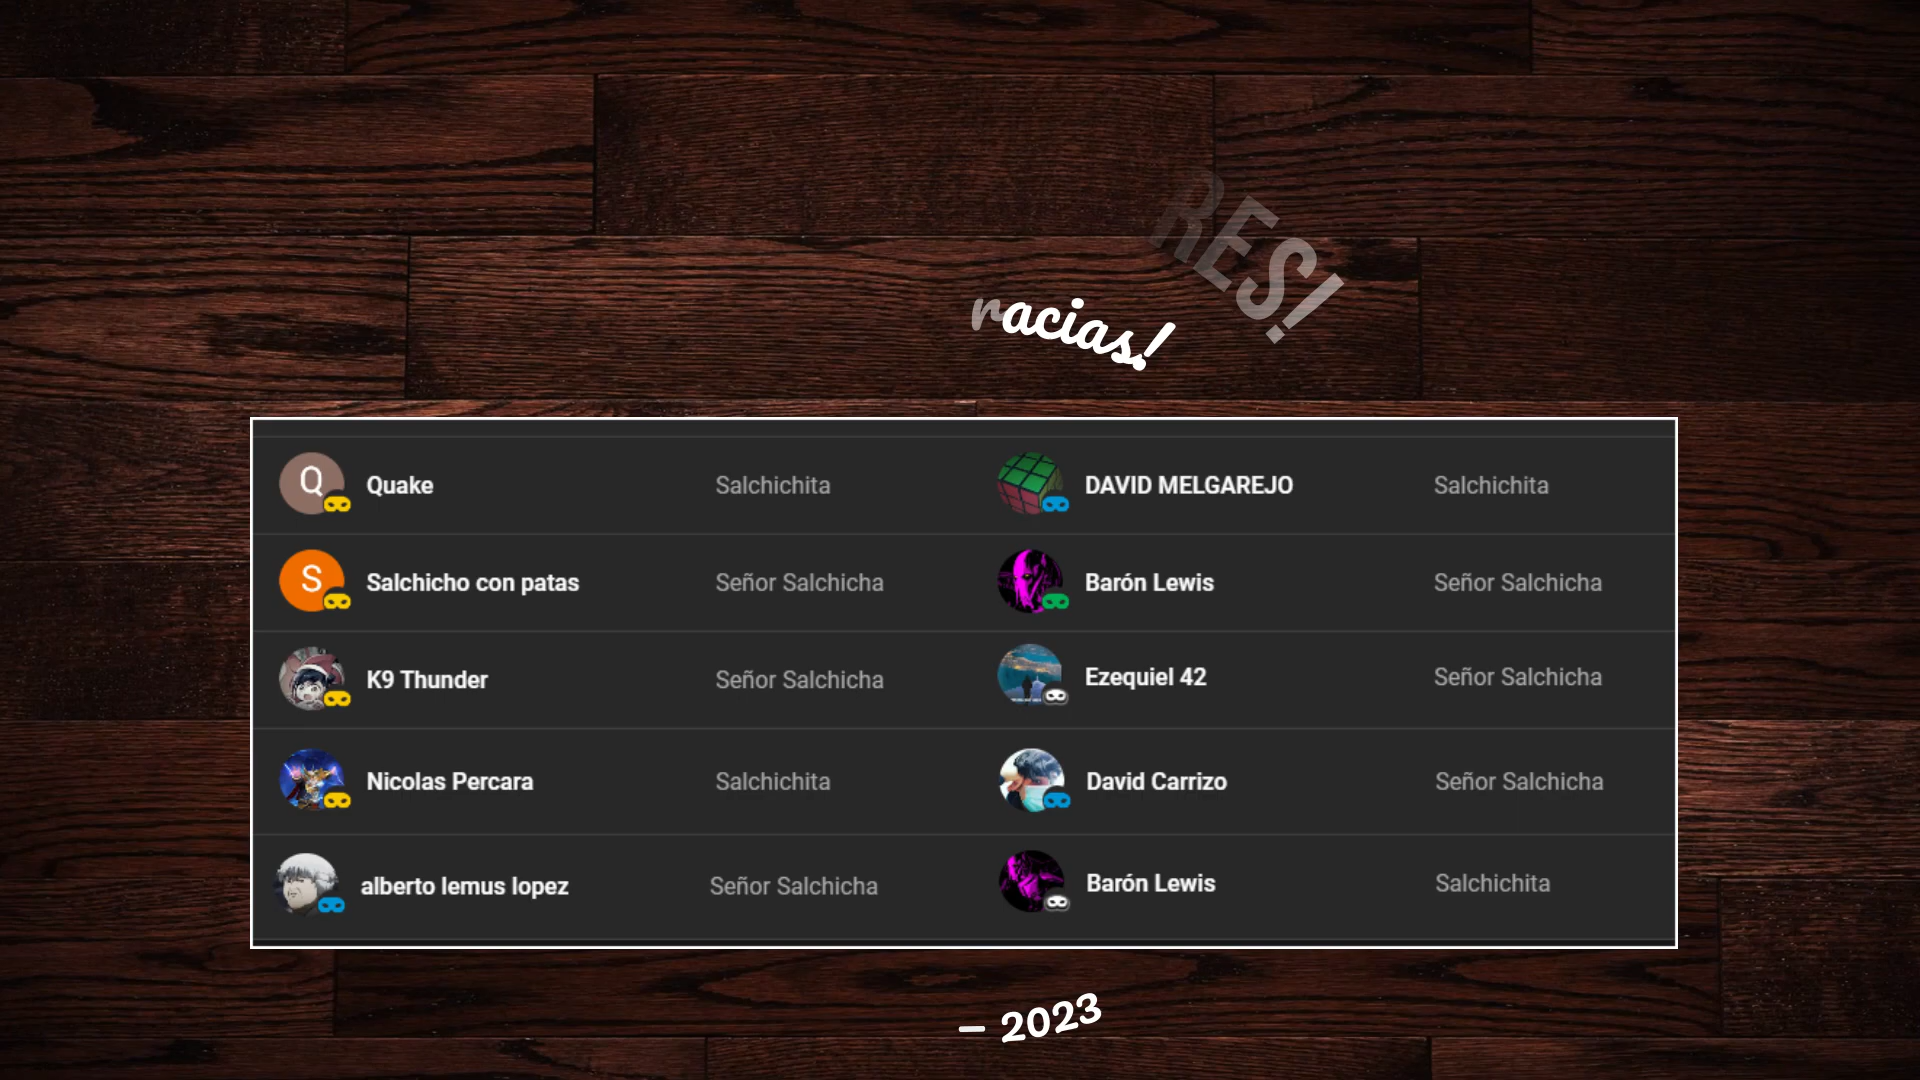 RES!
racias!
Q Quake Salchichita DAVID MELGAREJO Salchichita
S Salchicho con patas Señor Salchicha Barón Lewis Señor Salchicha
K9 Thunder Señor Salchicha Ezequiel 42 Señor Salchicha
Nicolas Percara Salchichita David Carrizo Señor Salchicha
alberto lemus lopez Señor Salchicha Barón Lewis Salchichita
– 2023